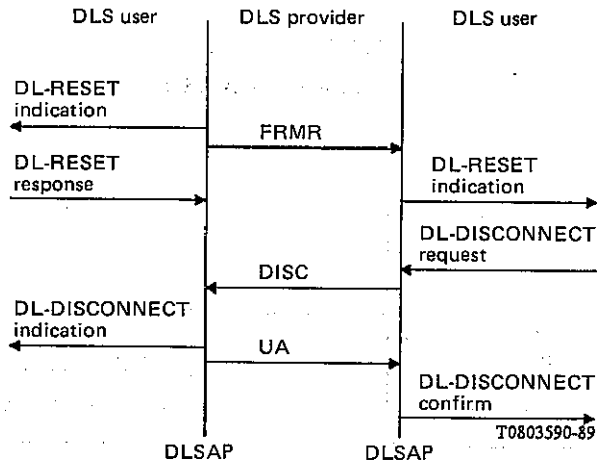 DLS user
DLS provider
DLS user
DL-RESET
indication
FRMR
DL-RESET
response
DL-RESET
indication
DL-DISCONNECT
request
DISC
DL-DISCONNECT
indication
UA
DL-DISCONNECT
confirm
T0803590-89
DLSAP
DLSAP